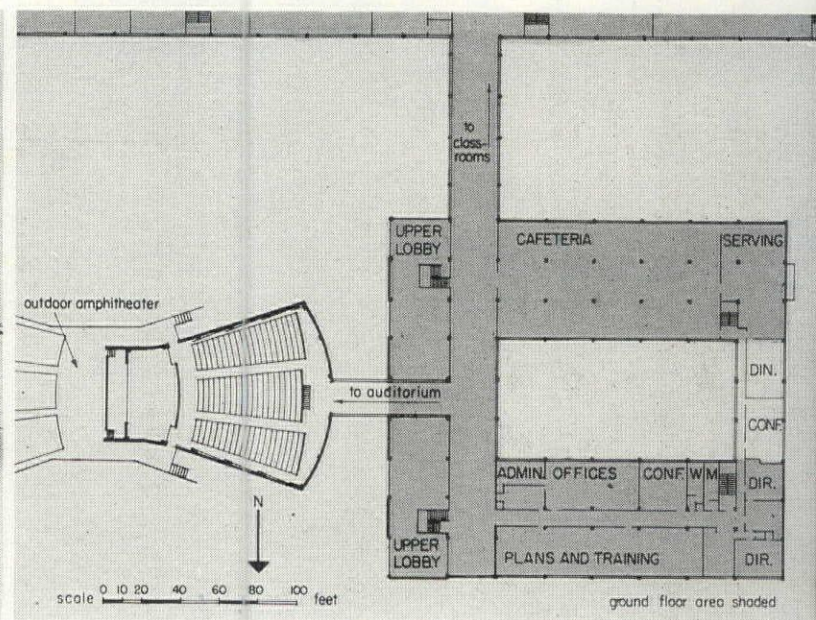 to
class-
rooms
UPPER
LOBBY
CAFETERIA
SERVING
outdoor amphitheater
DIN.
to auditorium
CONF.
ADMIN. OFFICES
CONF.
W
M
DIR.
N
UPPER
LOBBY
PLANS AND TRAINING
DIR.
scale 0 10 20 40 60 80 100 feet
ground floor area shaded